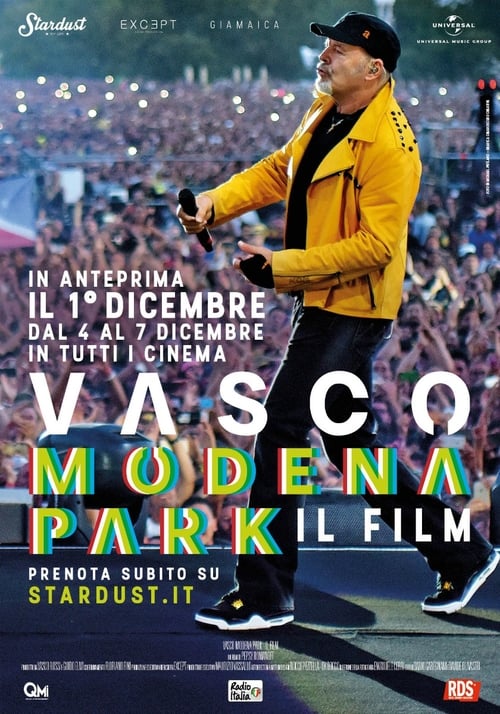 Stardust
EXCEPT
GIAMAICA
UNIVERSAL
UNIVERSAL MUSIC GROUP
IN ANTEPRIMA
IL 1° DICEMBRE
DAL 4 AL 7 DICEMBRE
IN TUTTI I CINEMA
VASCO
MODENA
PARK IL FILM
PRENOTA SUBITO SU
STARDUST.IT
VASCO MODENA PARK IL FILM
QMI
Radio
Italia
RDS